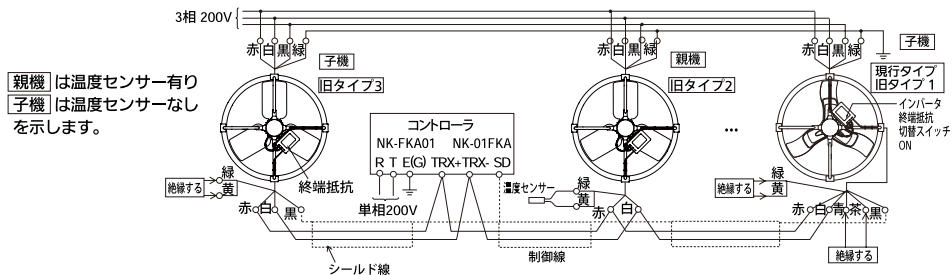 3相 200V
赤 白 黒 緑
子機
旧タイプ3
赤 白 黒 緑
親機
旧タイプ2
赤 白 黒 緑
子機
現行タイプ
旧タイプ1
親機 は温度センサー有り
子機 は温度センサーなし
を示します。
インバータ
終端抵抗
切替スイッチ
ON
コントローラ
NK-FKA01 NK-01FKA
R T E(G) TRX+ TRX- SD
単相200V
終端抵抗
…
絶縁する
緑
黄
赤 白 黒
温度センサー
緑
黄
赤 白
絶縁する
緑
黄
赤 白 青 茶 黒
絶縁する
シールド線
制御線